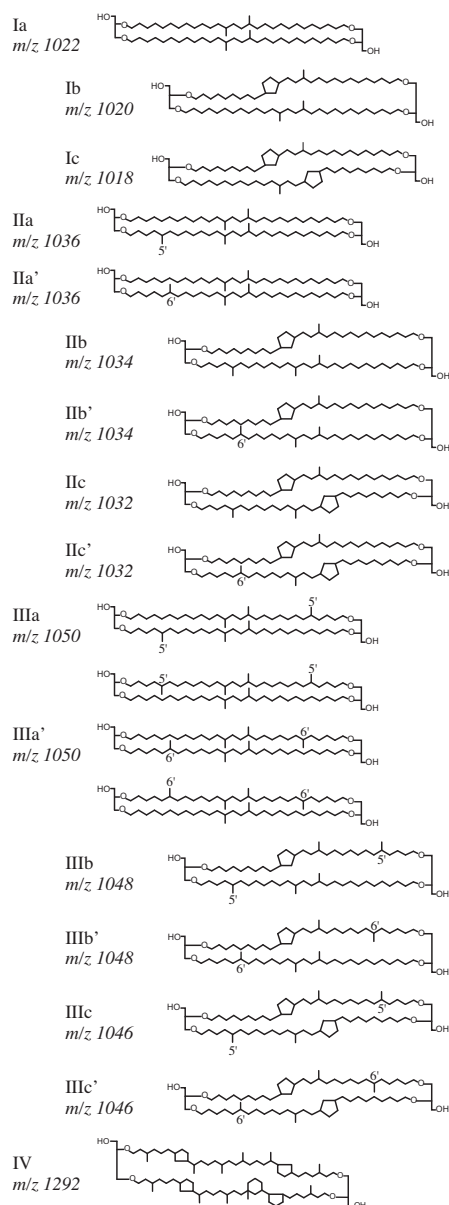 HO
Ia O O
m/z 1022 O O
OH
Ib HO O
m/z 1020 O O
O OH
Ic HO O
m/z 1018 O O
O OH
IIa HO O O
m/z 1036 O O OH
5'
IIa' HO O O
m/z 1036 O 6' O OH
IIb HO O
m/z 1034 O O
O OH
IIb' HO O
m/z 1034 O O
O 6' OH
IIc HO O
m/z 1032 O O
O OH
IIc' HO O
m/z 1032 O O
O 6' OH
IIIa HO 5'
m/z 1050 O O
O O OH
5'
HO 5' 5'
O O
O O OH
IIIa' HO O 6' O
m/z 1050 O 6' O OH
HO 6' 6'
O O
O O OH
IIIb HO O
m/z 1048 O 5' O
O 5' OH
IIIb' HO 6' O
m/z 1048 O O
O 6' OH
IIIc HO O
m/z 1046 O 5' O
O 5' OH
IIIc' HO 6' O
m/z 1046 O O
O 6' OH
IV HO O
m/z 1292 O O
O OH